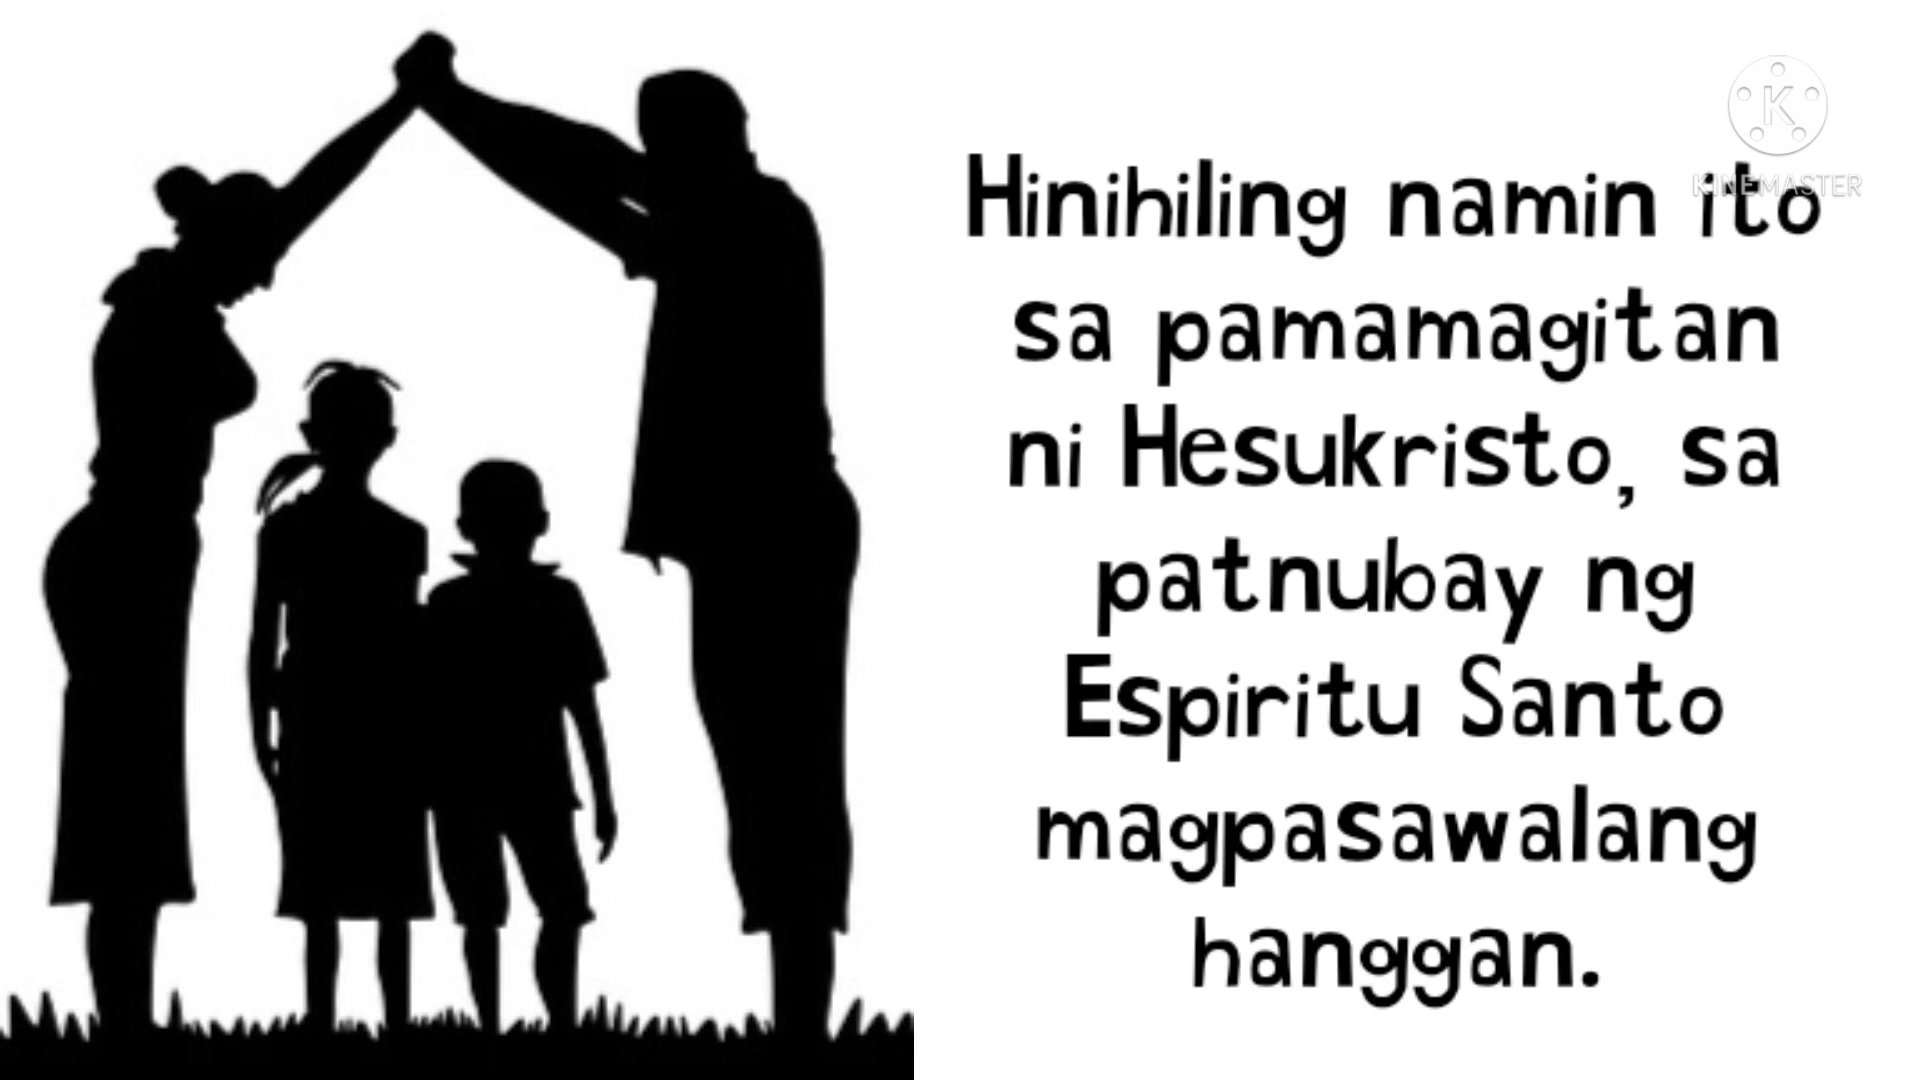 Hinihiling namin ito
sa pamamagitan
ni Hesukristo, sa
patnubay ng
Espiritu Santo
magpasawalang
hanggan.
K
KINEMASTER